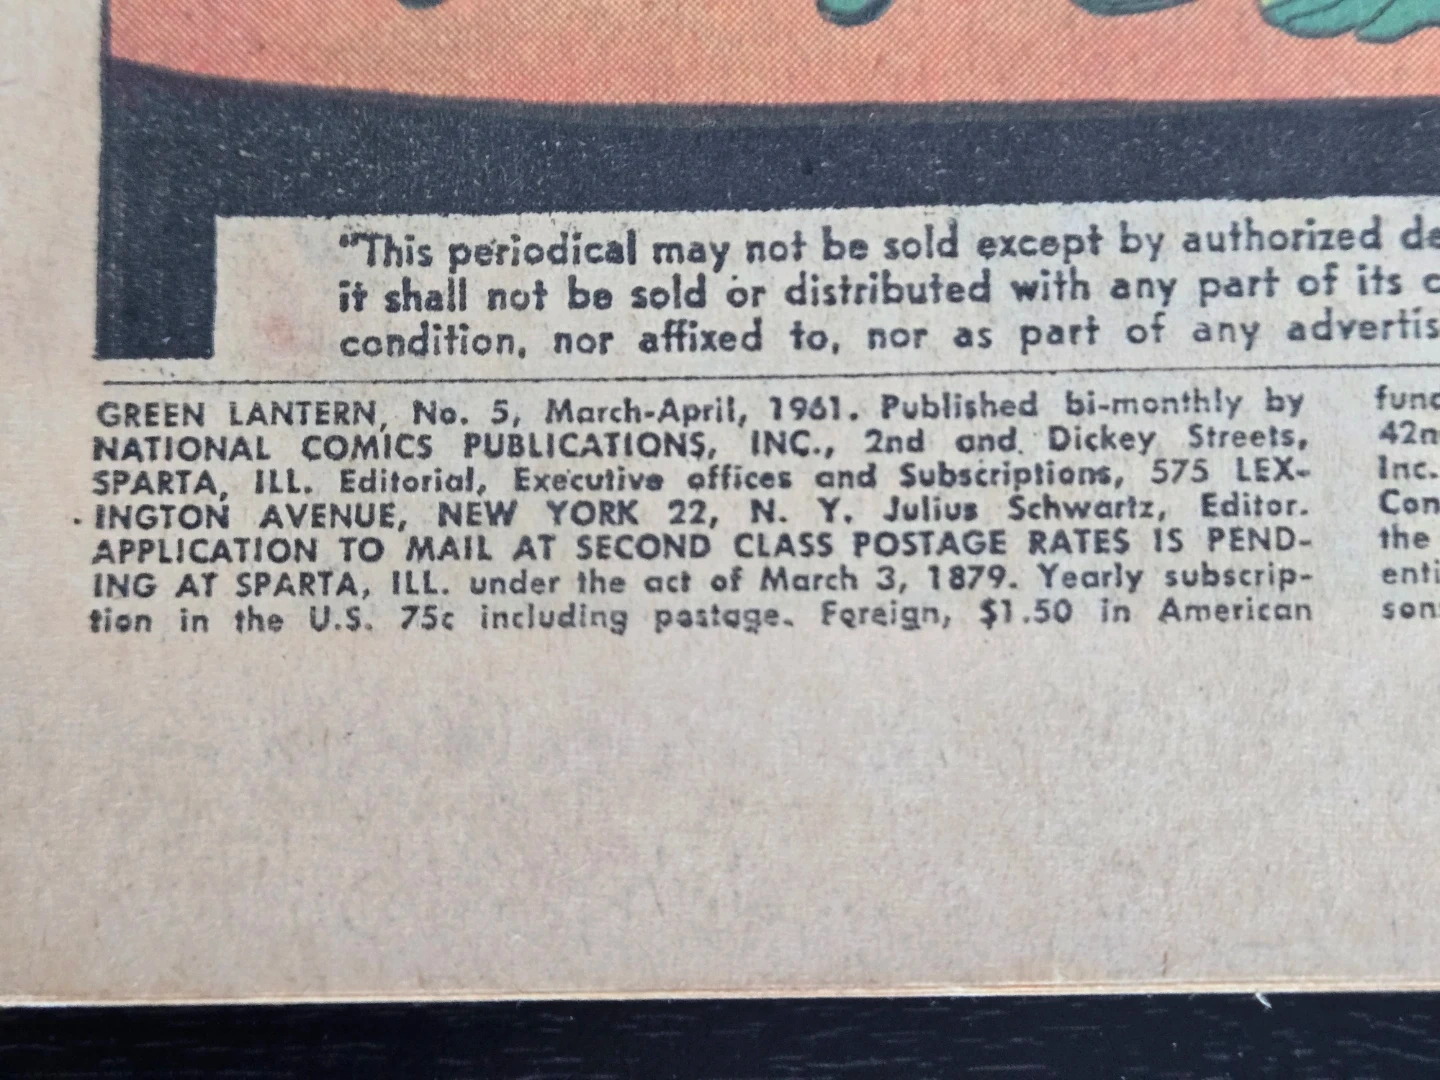 "This periodical may not be sold except by authorized de
it shall not be sold or distributed with any part of its c
condition, nor affixed to, nor as part of any advertis
GREEN LANTERN, No. 5, March-April, 1961. Published bi-monthly by
NATIONAL COMICS PUBLICATIONS, INC., 2nd and Dickey Streets,
SPARTA, ILL. Editorial, Executive offices and Subscriptions, 575 LEX-
INGTON AVENUE, NEW YORK 22, N. Y. Julius Schwartz, Editor.
APPLICATION TO MAIL AT SECOND CLASS POSTAGE RATES IS PEND-
ING AT SPARTA, ILL. under the act of March 3, 1879. Yearly subscrip-
tion in the U.S. 75c including postage. Foreign, $1.50 in American
func
42n
Inc.
Con
the
enti
son